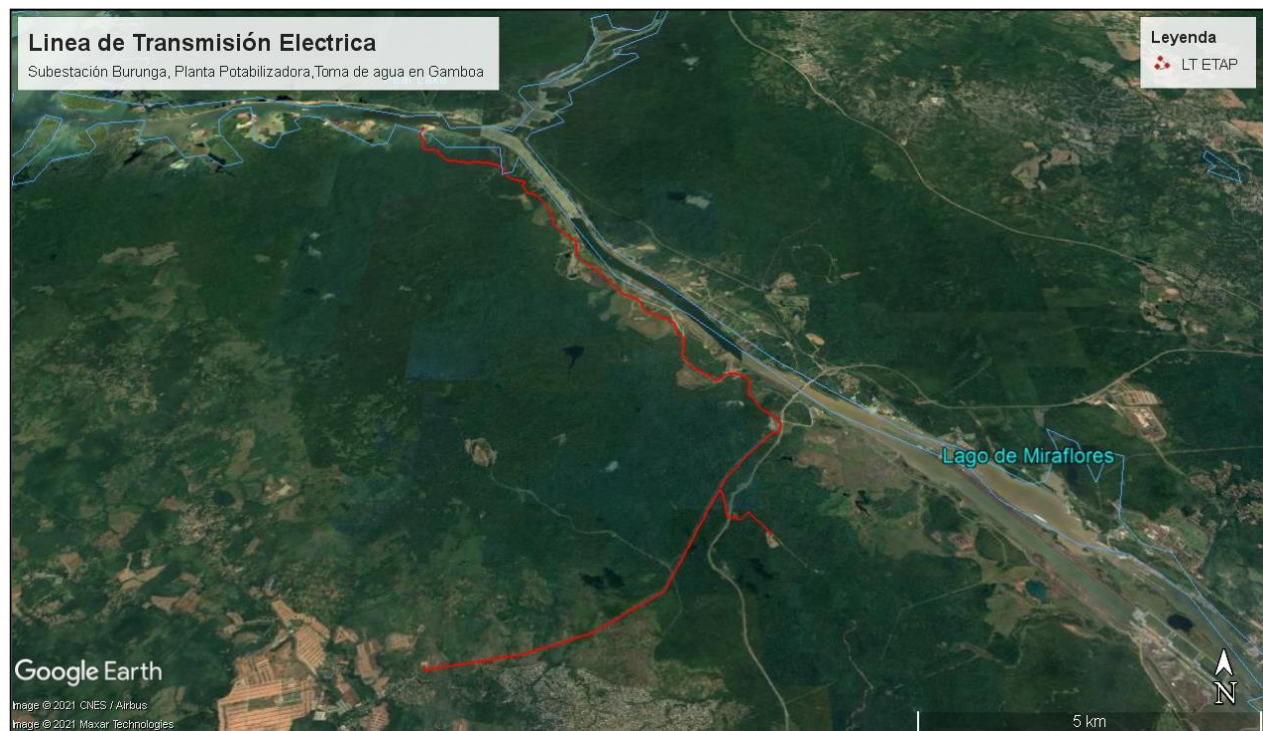 Linea de Transmisión Electrica
Subestación Burunga, Planta Potabilizadora,Toma de agua en Gamboa
Leyenda
LT ETAP
Lago de Miraflores
Google Earth
Image © 2021 CNES / Airbus
Image © 2021 Maxar Technologies
N
5 km